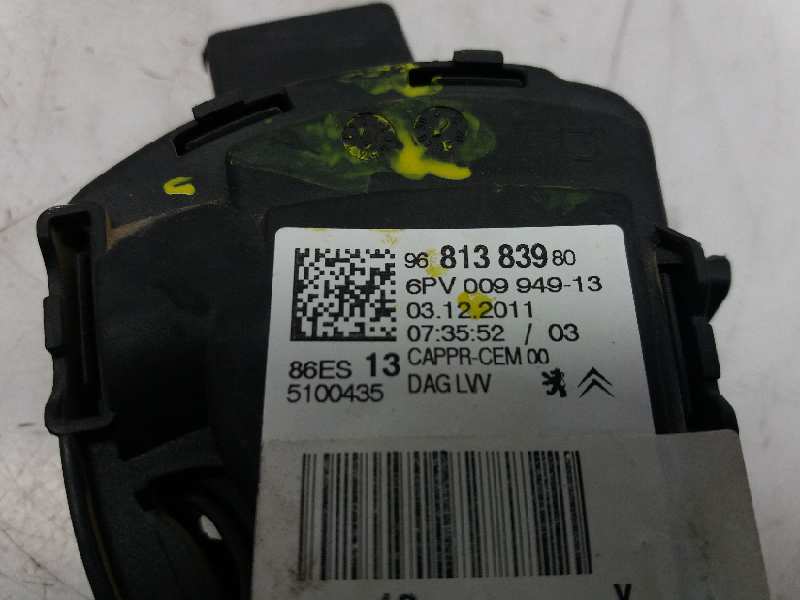 96 813 839 80
6PV 009 949-13
03.12.2011
07:35:52 / 03
86ES 13 CAPPR-CEM 00
5100435 DAG LVV